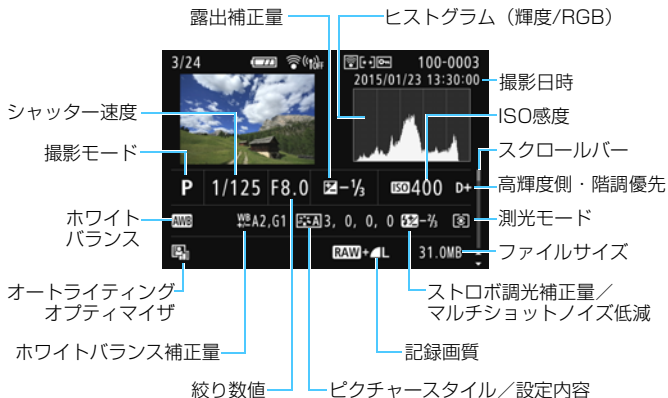 露出補正量
ヒストグラム（輝度/RGB）
3/24
OFF
100-0003
2015/01/23 13:30:00
撮影日時
シャッター速度
ISO感度
撮影モード
スクロールバー
P 1/125 F8.0 -1/3 ISO 400 D+
高輝度側・階調優先
ホワイト
バランス
AWB WB A2,G1 A 3, 0, 0, 0 -2/3
測光モード
RAW+L 31.0MB
ファイルサイズ
オートライティング
オプティマイザ
ストロボ調光補正量／
マルチショットノイズ低減
ホワイトバランス補正量
記録画質
絞り数値
ピクチャースタイル／設定内容